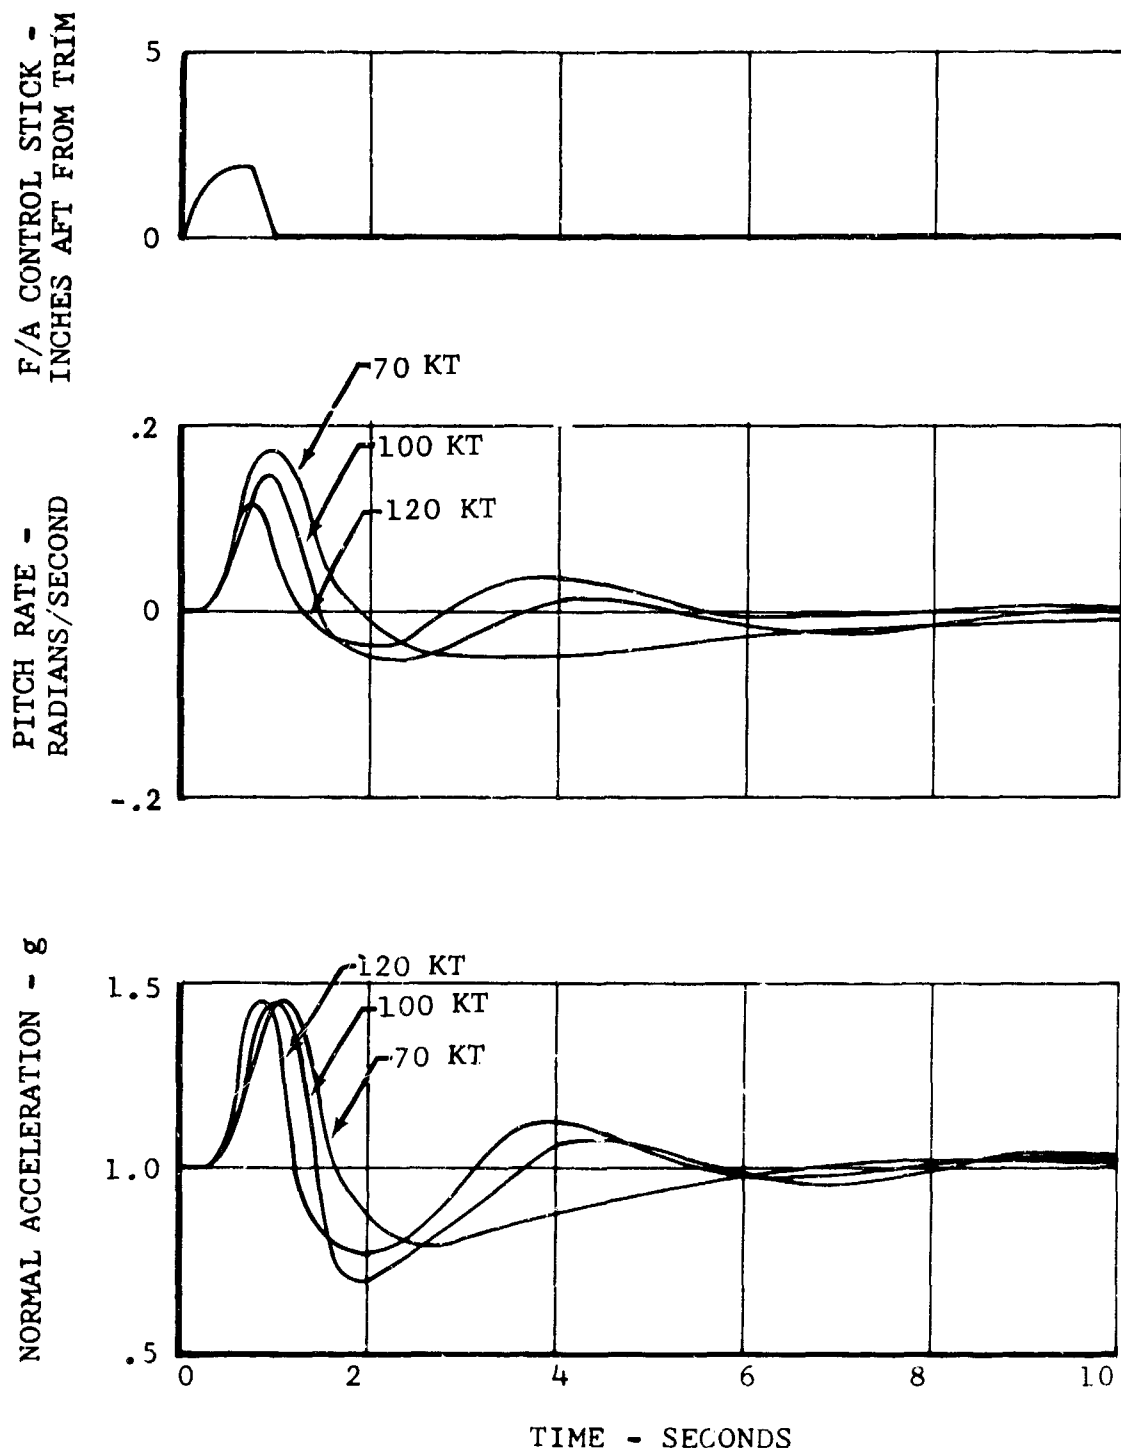 F/A CONTROL STICK -
INCHES AFT FROM TRIM
5
0
PITCH RATE -
RADIANS/SECOND
.2
0
-.2
70 KT
100 KT
120 KT
NORMAL ACCELERATION - g
1.5
1.0
.5
120 KT
100 KT
70 KT
0 2 4 6 8 10
TIME - SECONDS